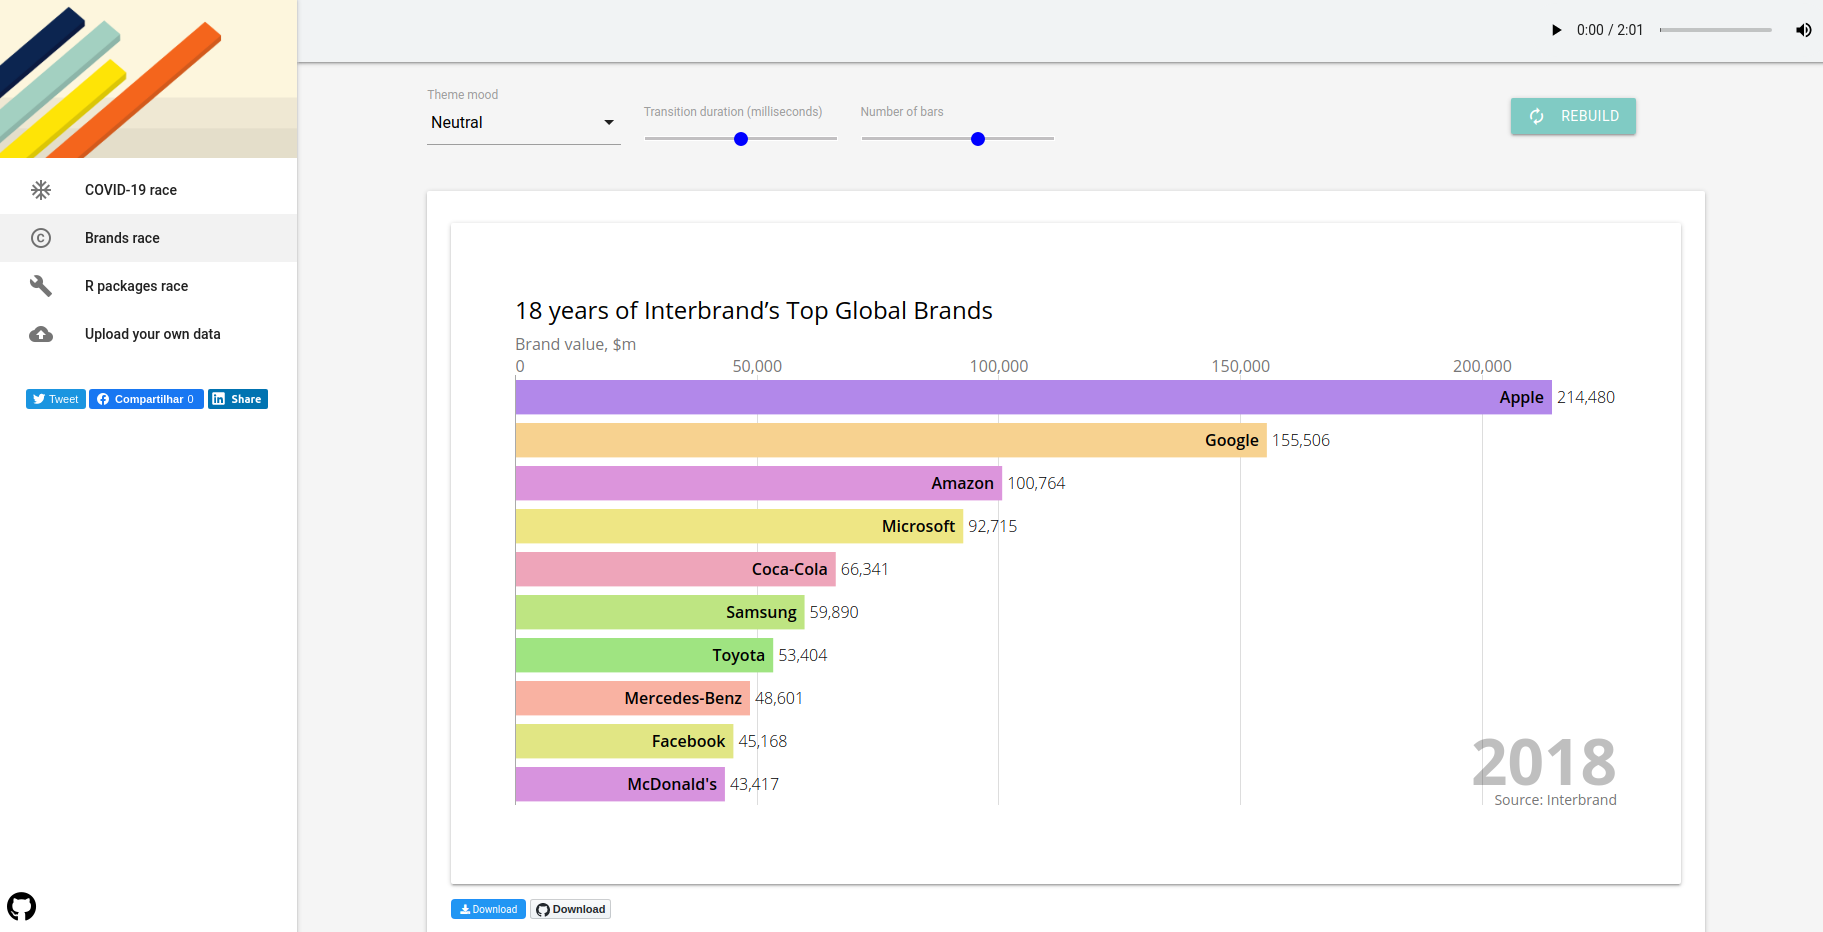 0:00 / 2:01
Theme mood
Neutral
Transition duration (milliseconds)
Number of bars
REBUILD
COVID-19 race
C
Brands race
R packages race
Upload your own data
Tweet
Compartilhar 0
in Share
18 years of Interbrand’s Top Global Brands
Brand value, $m
0 50,000 100,000 150,000 200,000
Apple 214,480
Google 155,506
Amazon 100,764
Microsoft 92,715
Coca-Cola 66,341
Samsung 59,890
Toyota 53,404
Mercedes-Benz 48,601
Facebook 45,168
McDonald's 43,417
2018
Source: Interbrand
Download
Download